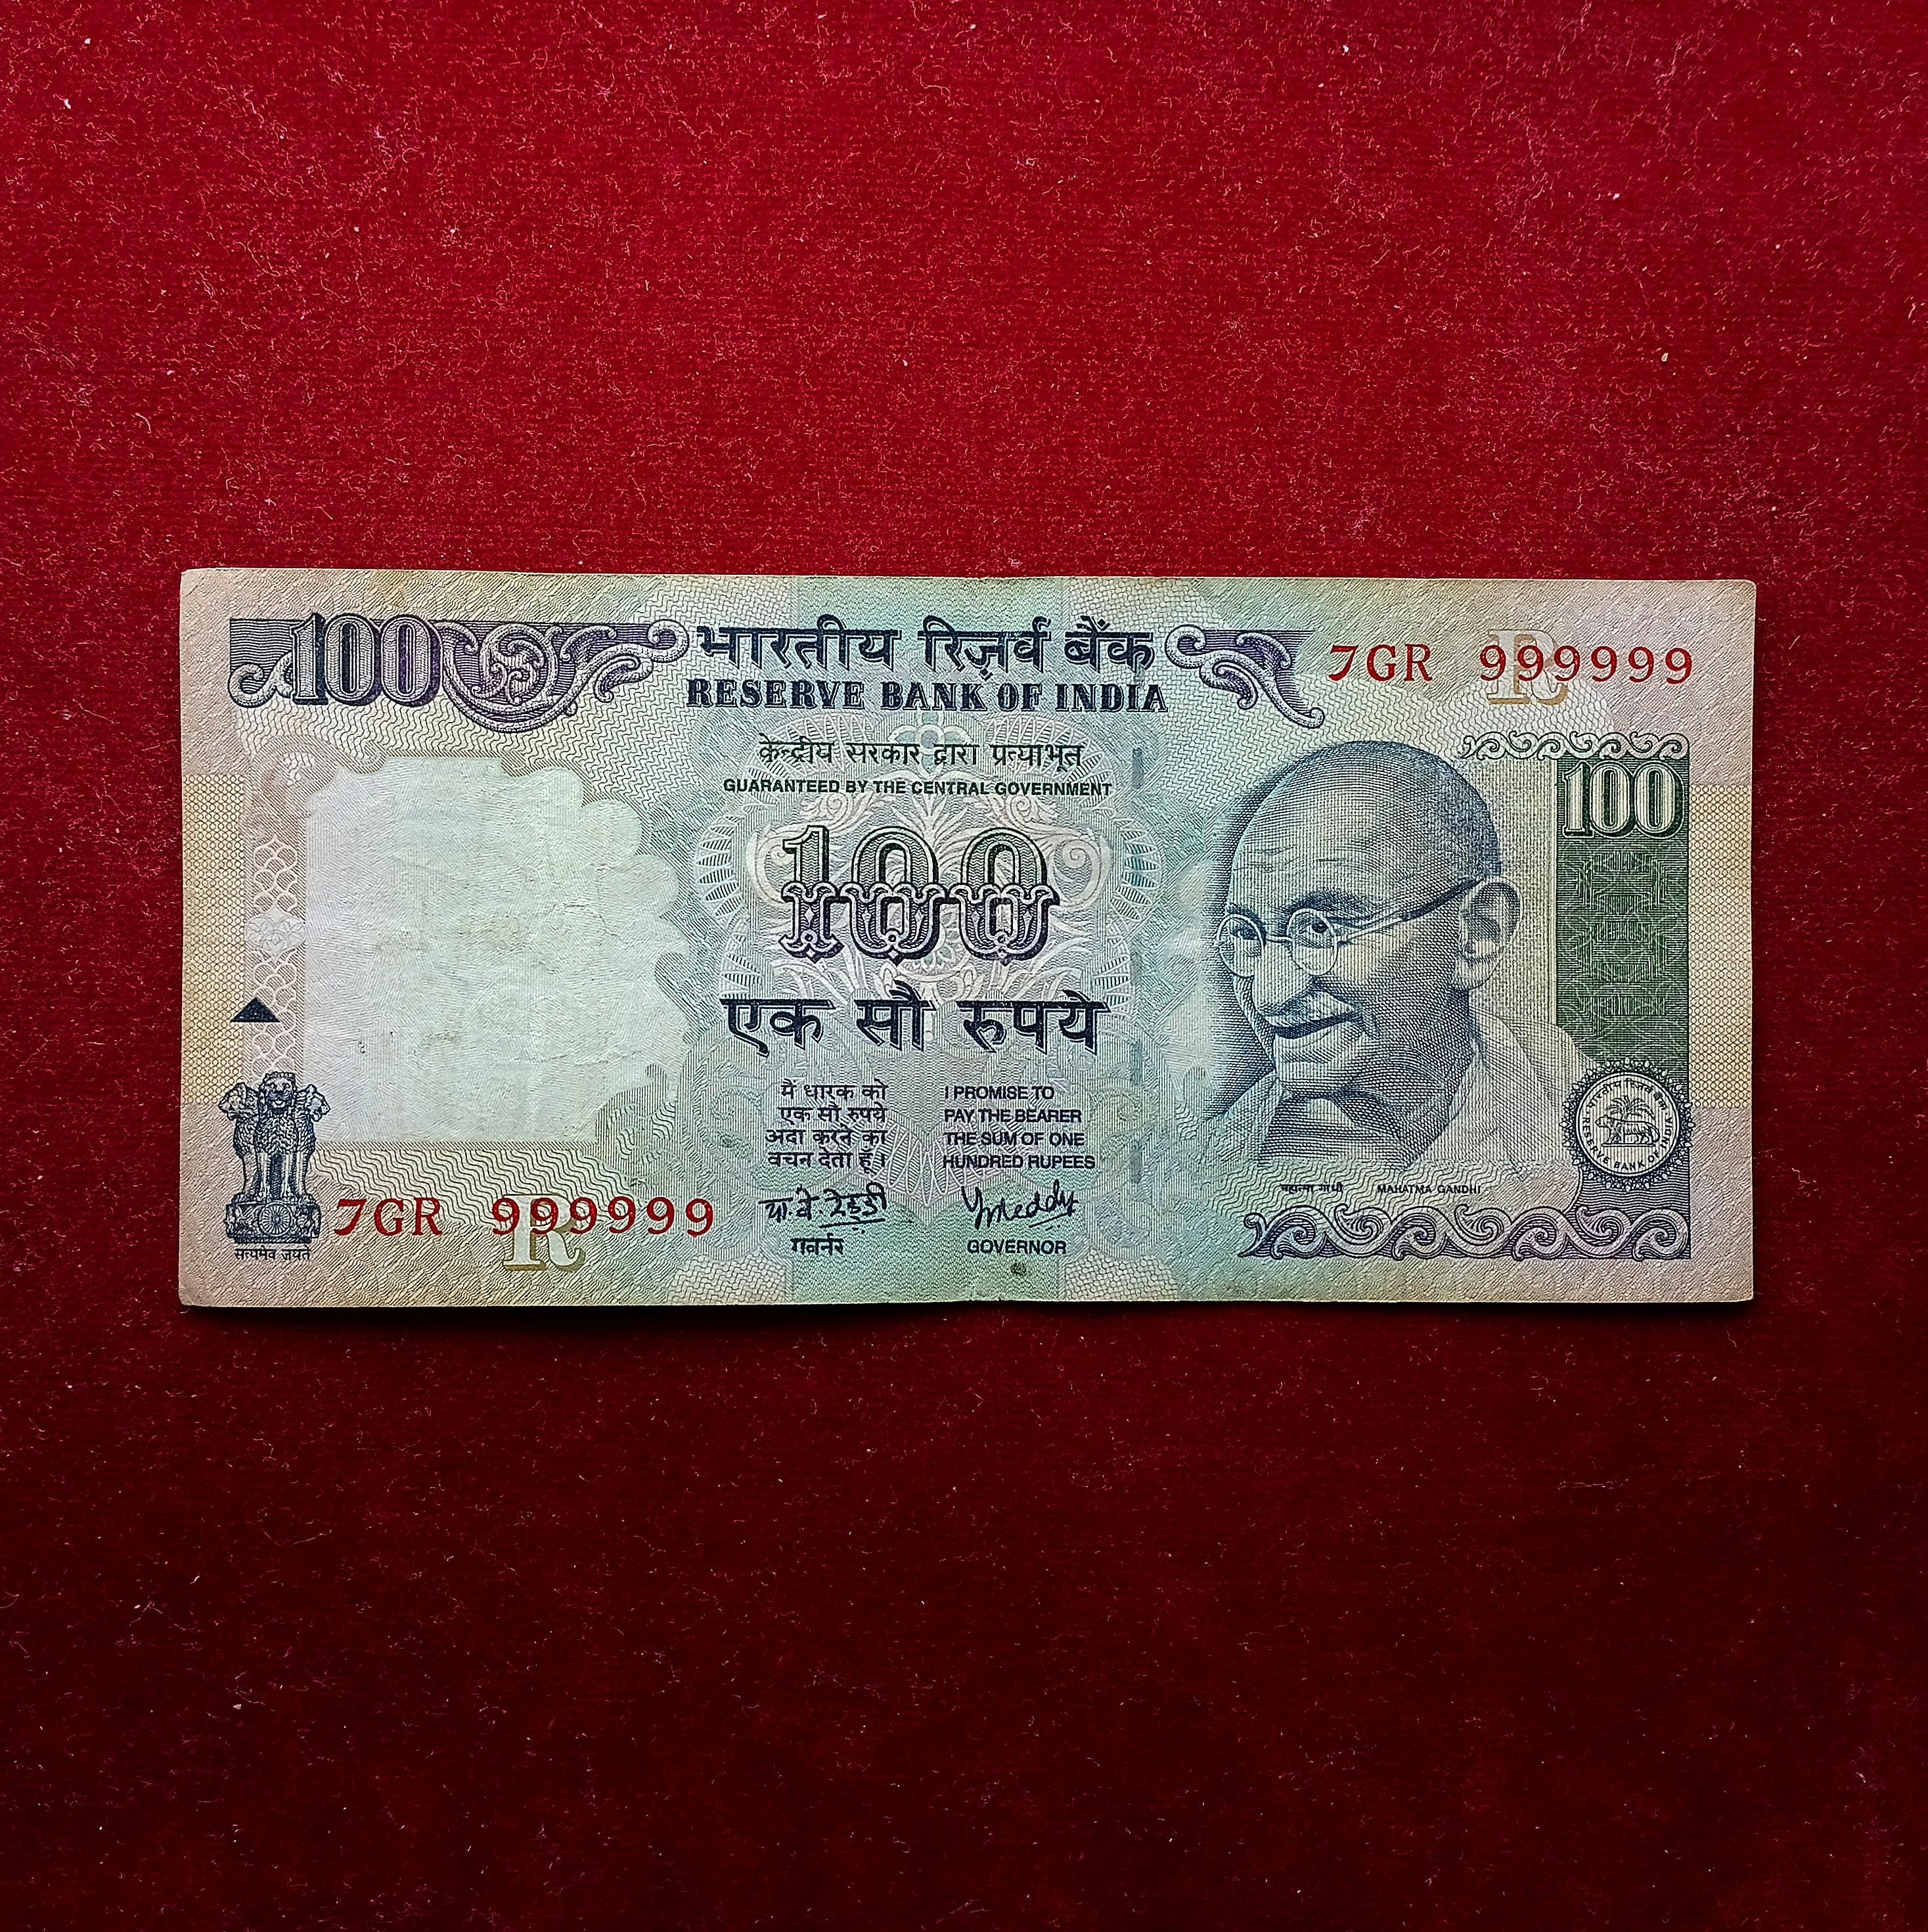 100
भारतीय रिज़र्व बैंक
RESERVE BANK OF INDIA
7GR 999999
R
केन्द्रीय सरकार द्वारा प्रत्याभूत
GUARANTEED BY THE CENTRAL GOVERNMENT
100
100
एक सौ रुपये
मैं धारक को
एक सौ रुपये
अदा करने का
वचन देता हूँ।
I PROMISE TO
PAY THE BEARER
THE SUM OF ONE
HUNDRED RUPEES
गवर्नर
GOVERNOR
सत्यमेव जयते
7GR 999999
R
महात्मा गांधी MAHATMA GANDHI
RESERVE BANK OF INDIA